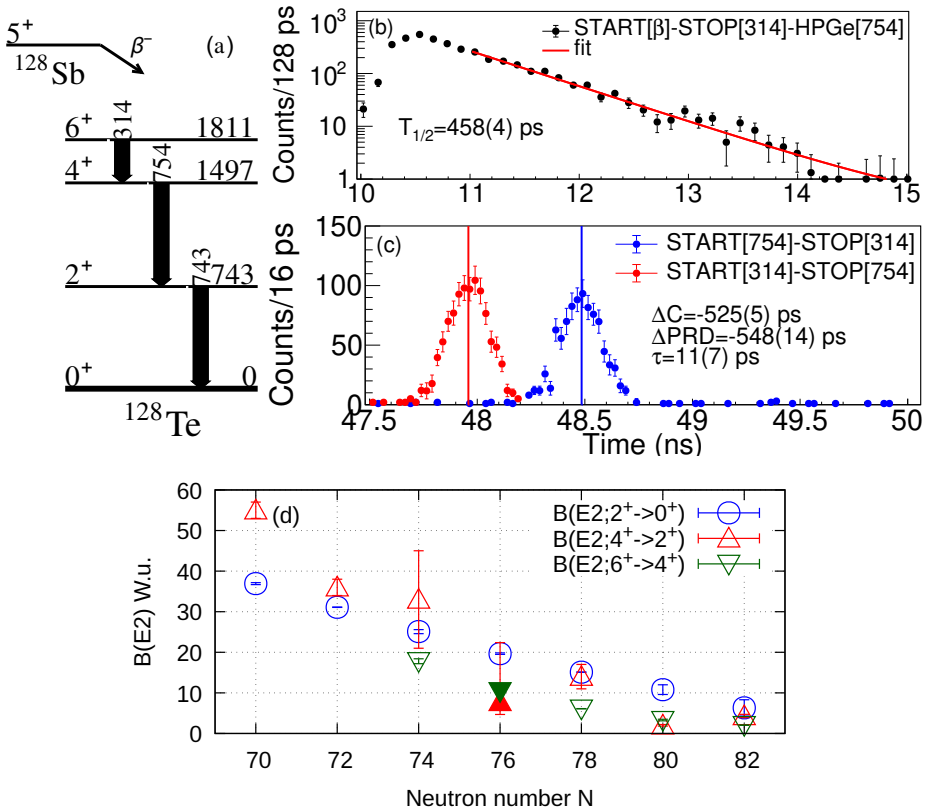 (a)
5⁺
β⁻
¹²⁸Sb
6⁺ 314 1811
4⁺ 754 1497
2⁺ 743 743
0⁺ 0
¹²⁸Te
(b)
START[β]-STOP[314]-HPGe[754]
fit
T₁/₂=458(4) ps
Counts/128 ps
10³
10²
10
1
10 11 12 13 14 15
(c)
START[754]-STOP[314]
START[314]-STOP[754]
ΔC=-525(5) ps
ΔPRD=-548(14) ps
τ=11(7) ps
Counts/16 ps
150
100
50
0
47.5 48 48.5 49 49.5 50
Time (ns)
(d)
B(E2;2⁺->0⁺)
B(E2;4⁺->2⁺)
B(E2;6⁺->4⁺)
B(E2) W.u.
60
50
40
30
20
10
0
70 72 74 76 78 80 82
Neutron number N